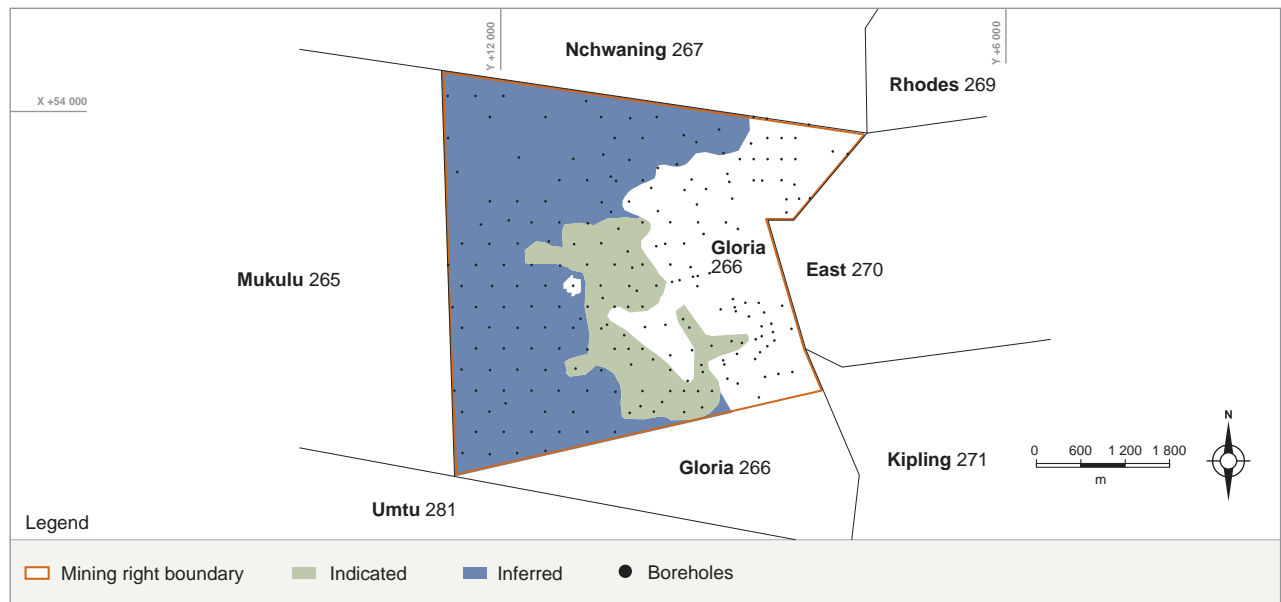 Y +12 000
Y +6 000
Nchwaning 267
Rhodes 269
X +54 000
Gloria
266
East 270
Mukulu 265
N
Gloria 266
Kipling 271
0 600 1 200 1 800
m
Umtu 281
Legend
Mining right boundary Indicated Inferred Boreholes